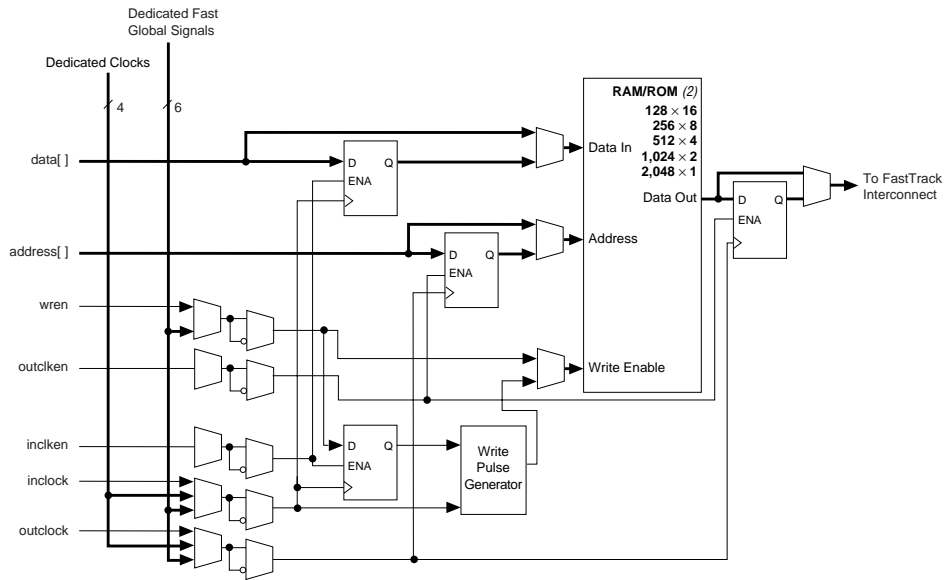 Dedicated Fast
Global Signals
Dedicated Clocks
4
6
RAM/ROM (2)
128 × 16
256 × 8
512 × 4
1,024 × 2
2,048 × 1
data[ ]
D Q
ENA
Data In
Data Out
D Q
ENA
To FastTrack
Interconnect
address[ ]
D Q
ENA
Address
wren
outclken
Write Enable
inclken
D Q
ENA
Write
Pulse
Generator
inclock
outclock